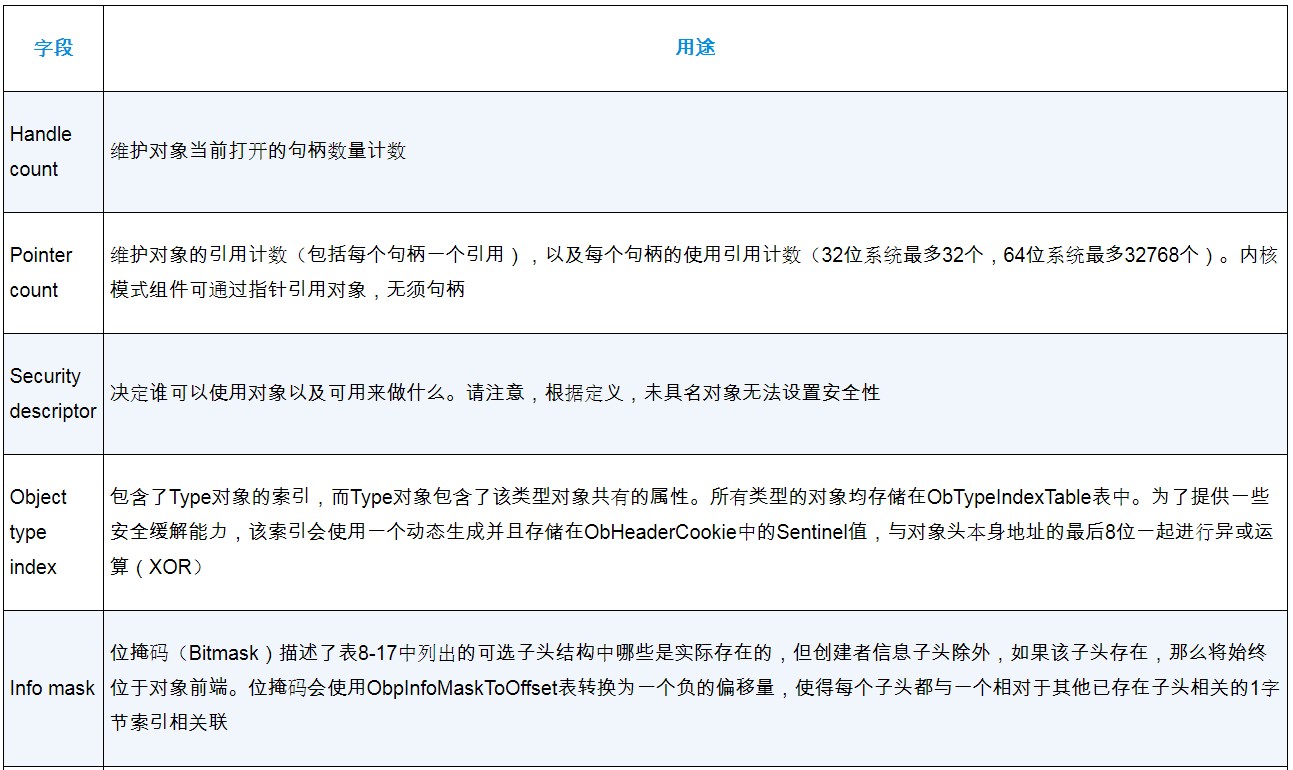 字段
用途
Handle
count
维护对象当前打开的句柄数量计数
Pointer
count
维护对象的引用计数（包括每个句柄一个引用），以及每个句柄的使用引用计数（32位系统最多32个，64位系统最多32768个）。内核
模式组件可通过指针引用对象，无须句柄
Security
descriptor
决定谁可以使用对象以及可用来做什么。请注意，根据定义，未具名对象无法设置安全性
Object
type
index
包含了Type对象的索引，而Type对象包含了该类型对象共有的属性。所有类型的对象均存储在ObTypeIndexTable表中。为了提供一些
安全缓解能力，该索引会使用一个动态生成并且存储在ObHeaderCookie中的Sentinel值，与对象头本身地址的最后8位一起进行异或运
算（XOR）
Info mask
位掩码（Bitmask）描述了表8-17中列出的可选子头结构中哪些是实际存在的，但创建者信息子头除外，如果该子头存在，那么将始终
位于对象前端。位掩码会使用ObpInfoMaskToOffset表转换为一个负的偏移量，使得每个子头都与一个相对于其他已存在子头相关的1字
节索引相关联